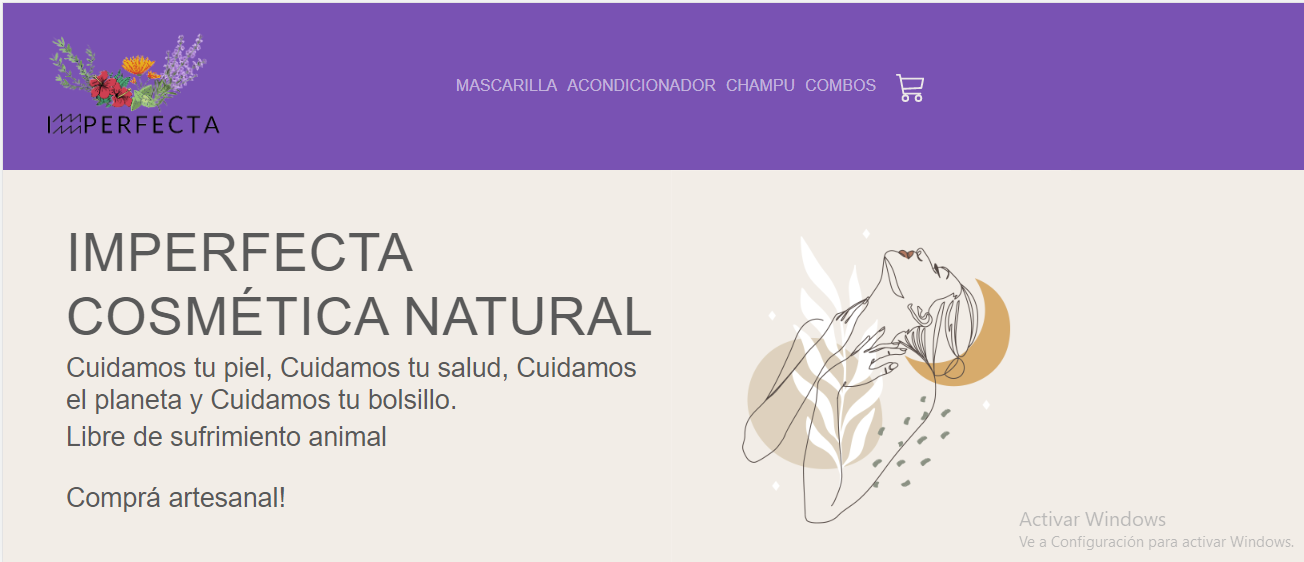 IMPERFECTA
MASCARILLA ACONDICIONADOR CHAMPU COMBOS
IMPERFECTA
COSMÉTICA NATURAL
Cuidamos tu piel, Cuidamos tu salud, Cuidamos
el planeta y Cuidamos tu bolsillo.
Libre de sufrimiento animal
Comprá artesanal!
Activar Windows
Ve a Configuración para activar Windows.